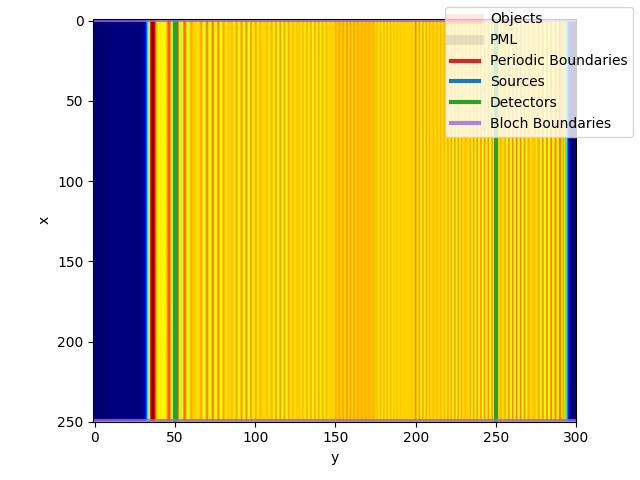 Objects
PML
Periodic Boundaries
Sources
Detectors
Bloch Boundaries
0
50
100
150
200
250
x
0 50 100 150 200 250 300
y